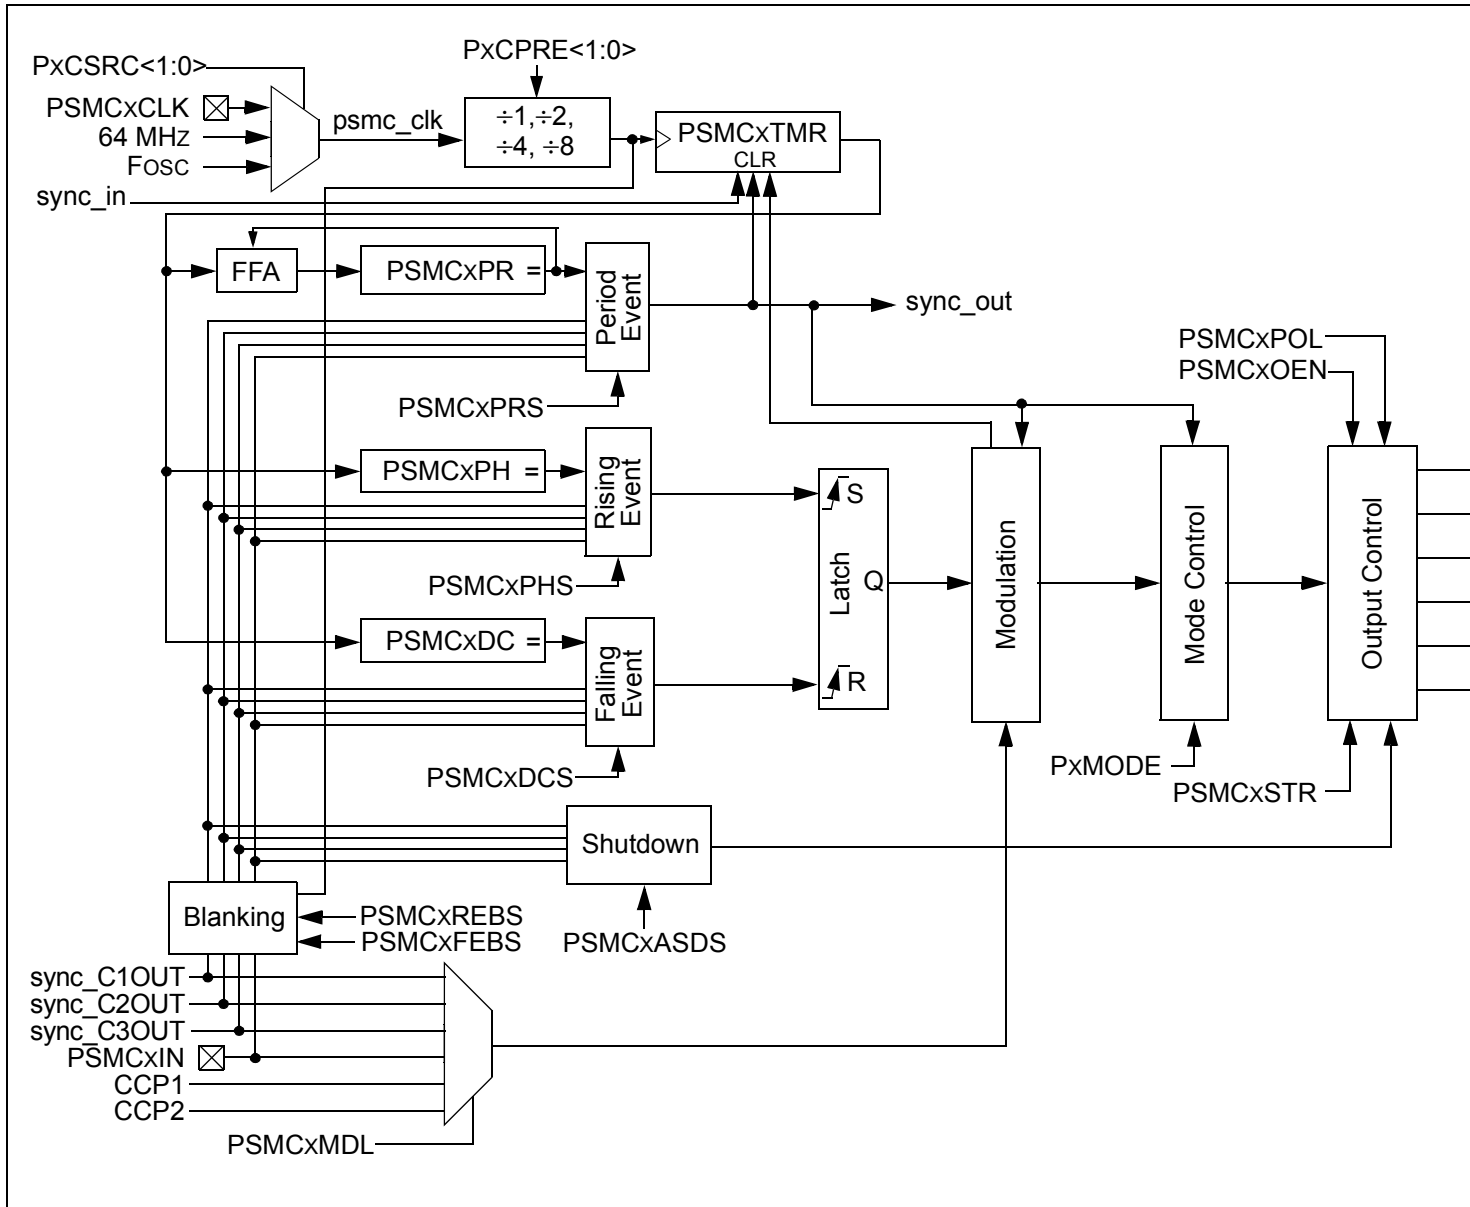 PxCSRC<1:0>
PxCPRE<1:0>
PSMCxCLK
64 MHz
FOSC
sync_in
psmc_clk
÷1,÷2,
÷4, ÷8
PSMCxTMR
CLR
FFA
PSMCxPR =
Period
Event
sync_out
PSMCxPRS
PSMCxPOL
PSMCxOEN
PSMCxPH =
Rising
Event
PSMCxPHS
S
Latch
Q
R
Modulation
Mode Control
Output Control
PSMCxDC =
Falling
Event
PSMCxDCS
PxMODE
PSMCxSTR
Shutdown
Blanking
PSMCxREBS
PSMCxFEBS
PSMCxASDS
sync_C1OUT
sync_C2OUT
sync_C3OUT
PSMCxIN
CCP1
CCP2
PSMCxMDL